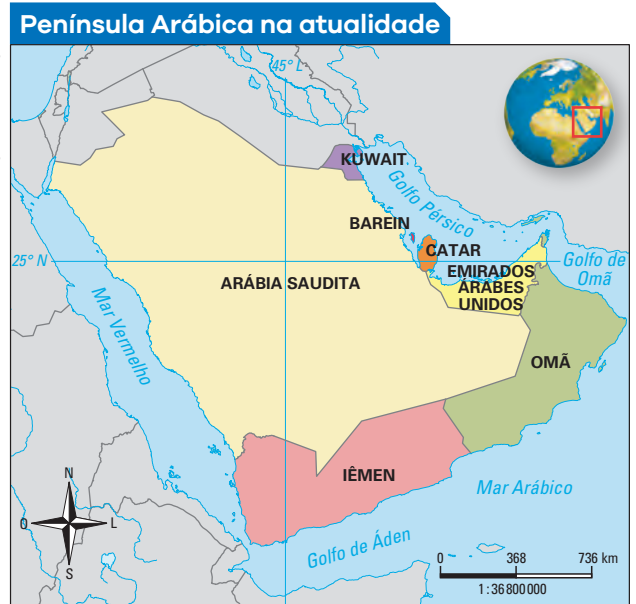 Península Arábica na atualidade
45° L
KUWAIT
Golfo Pérsico
BAREIN
CATAR
25° N
EMIRADOS
ÁRABES
UNIDOS
Golfo de
Omã
ARÁBIA SAUDITA
Mar Vermelho
OMÃ
IÊMEN
Mar Arábico
Golfo de Áden
N
O
L
S
0 368 736 km
1 : 36 800 000